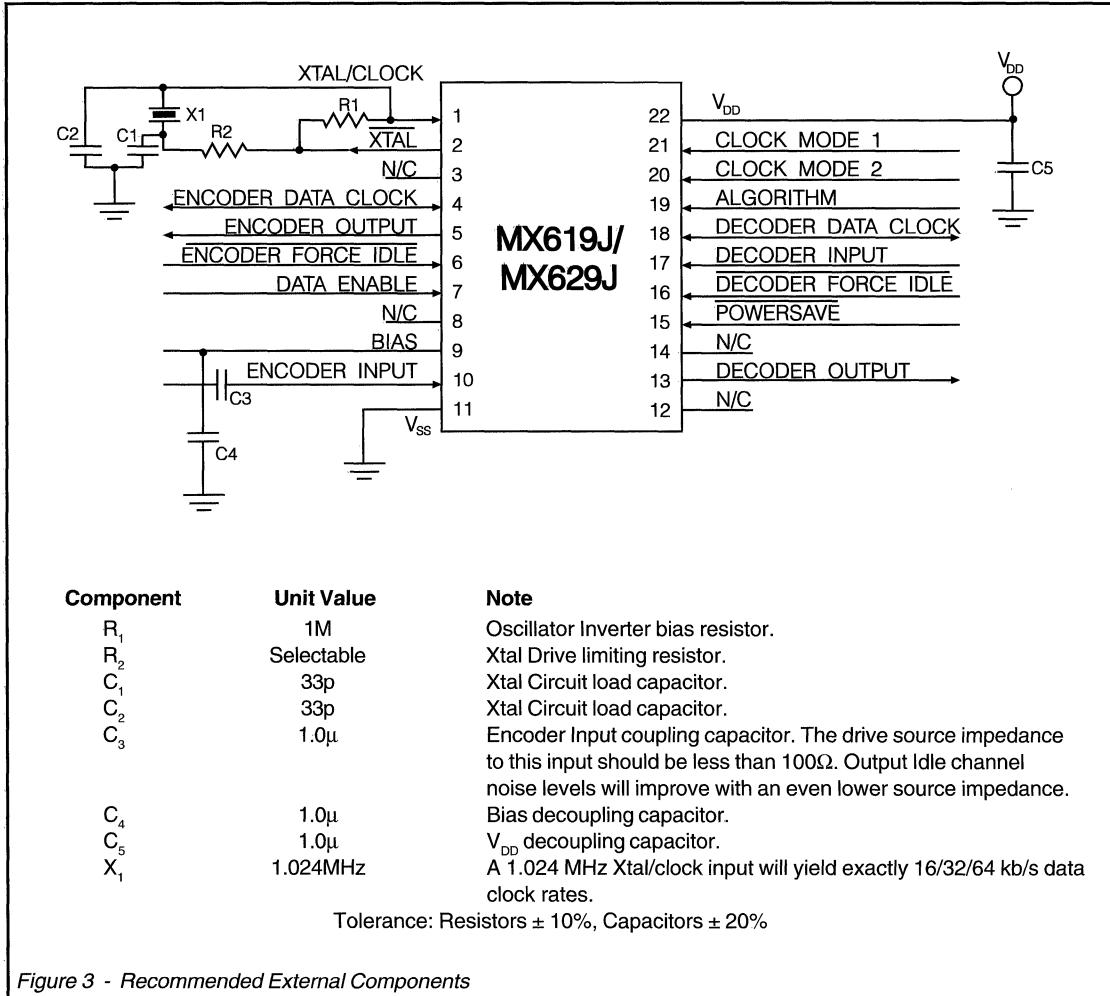 XTAL/CLOCK
V_DD
R1
1
22
V_DD
X1
C2
C1
R2
XTAL
2
21
CLOCK MODE 1
N/C
3
20
CLOCK MODE 2
C5
ENCODER DATA CLOCK
4
19
ALGORITHM
ENCODER OUTPUT
5
18
DECODER DATA CLOCK
MX619J/
MX629J
ENCODER FORCE IDLE
6
17
DECODER INPUT
DATA ENABLE
7
16
DECODER FORCE IDLE
N/C
8
15
POWERSAVE
BIAS
9
14
N/C
ENCODER INPUT
10
13
DECODER OUTPUT
C3
11
12
N/C
V_SS
C4
Component Unit Value Note
R₁ 1M Oscillator Inverter bias resistor.
R₂ Selectable Xtal Drive limiting resistor.
C₁ 33p Xtal Circuit load capacitor.
C₂ 33p Xtal Circuit load capacitor.
C₃ 1.0μ Encoder Input coupling capacitor. The drive source impedance
to this input should be less than 100Ω. Output Idle channel
noise levels will improve with an even lower source impedance.
C₄ 1.0μ Bias decoupling capacitor.
C₅ 1.0μ V_DD decoupling capacitor.
X₁ 1.024MHz A 1.024 MHz Xtal/clock input will yield exactly 16/32/64 kb/s data
clock rates.
Tolerance: Resistors ± 10%, Capacitors ± 20%
Figure 3 - Recommended External Components